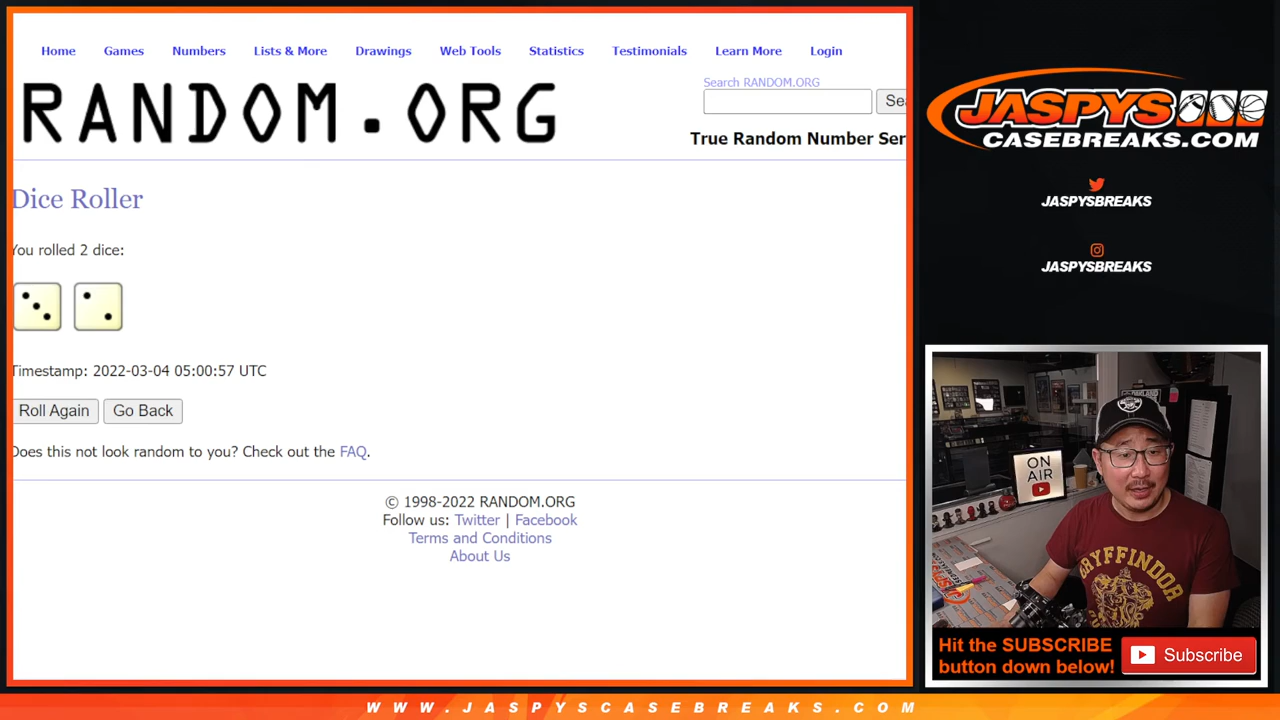 Home Games Numbers Lists & More Drawings Web Tools Statistics Testimonials Learn More Login
RANDOM.ORG
Search RANDOM.ORG
Sea
True Random Number Ser
Dice Roller
You rolled 2 dice:
Timestamp: 2022-03-04 05:00:57 UTC
Roll Again Go Back
Does this not look random to you? Check out the FAQ.
© 1998-2022 RANDOM.ORG
Follow us: Twitter | Facebook
Terms and Conditions
About Us
JASPYS
CASEBREAKS.COM
JASPYSBREAKS
JASPYSBREAKS
ON
AIR
GRYFFINDOR
Hit the SUBSCRIBE
button down below!
Subscribe
WWW.JASPYSCASEBREAKS.COM